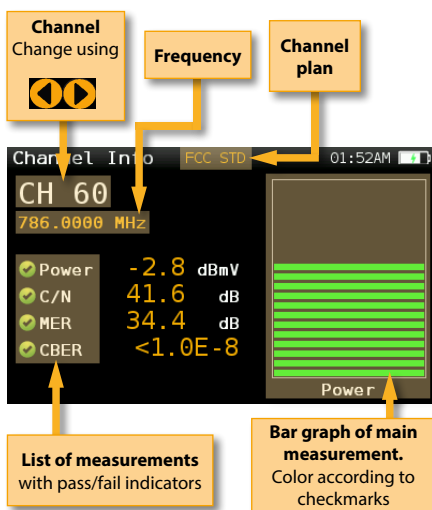 Channel
Change using
Frequency
Channel
plan
Channel Info FCC STD 01:52AM
CH 60
786.0000 MHz
Power -2.8 dBmV
C/N 41.6 dB
MER 34.4 dB
CBER <1.0E-8
Power
List of measurements
with pass/fail indicators
Bar graph of main
measurement.
Color according to
checkmarks